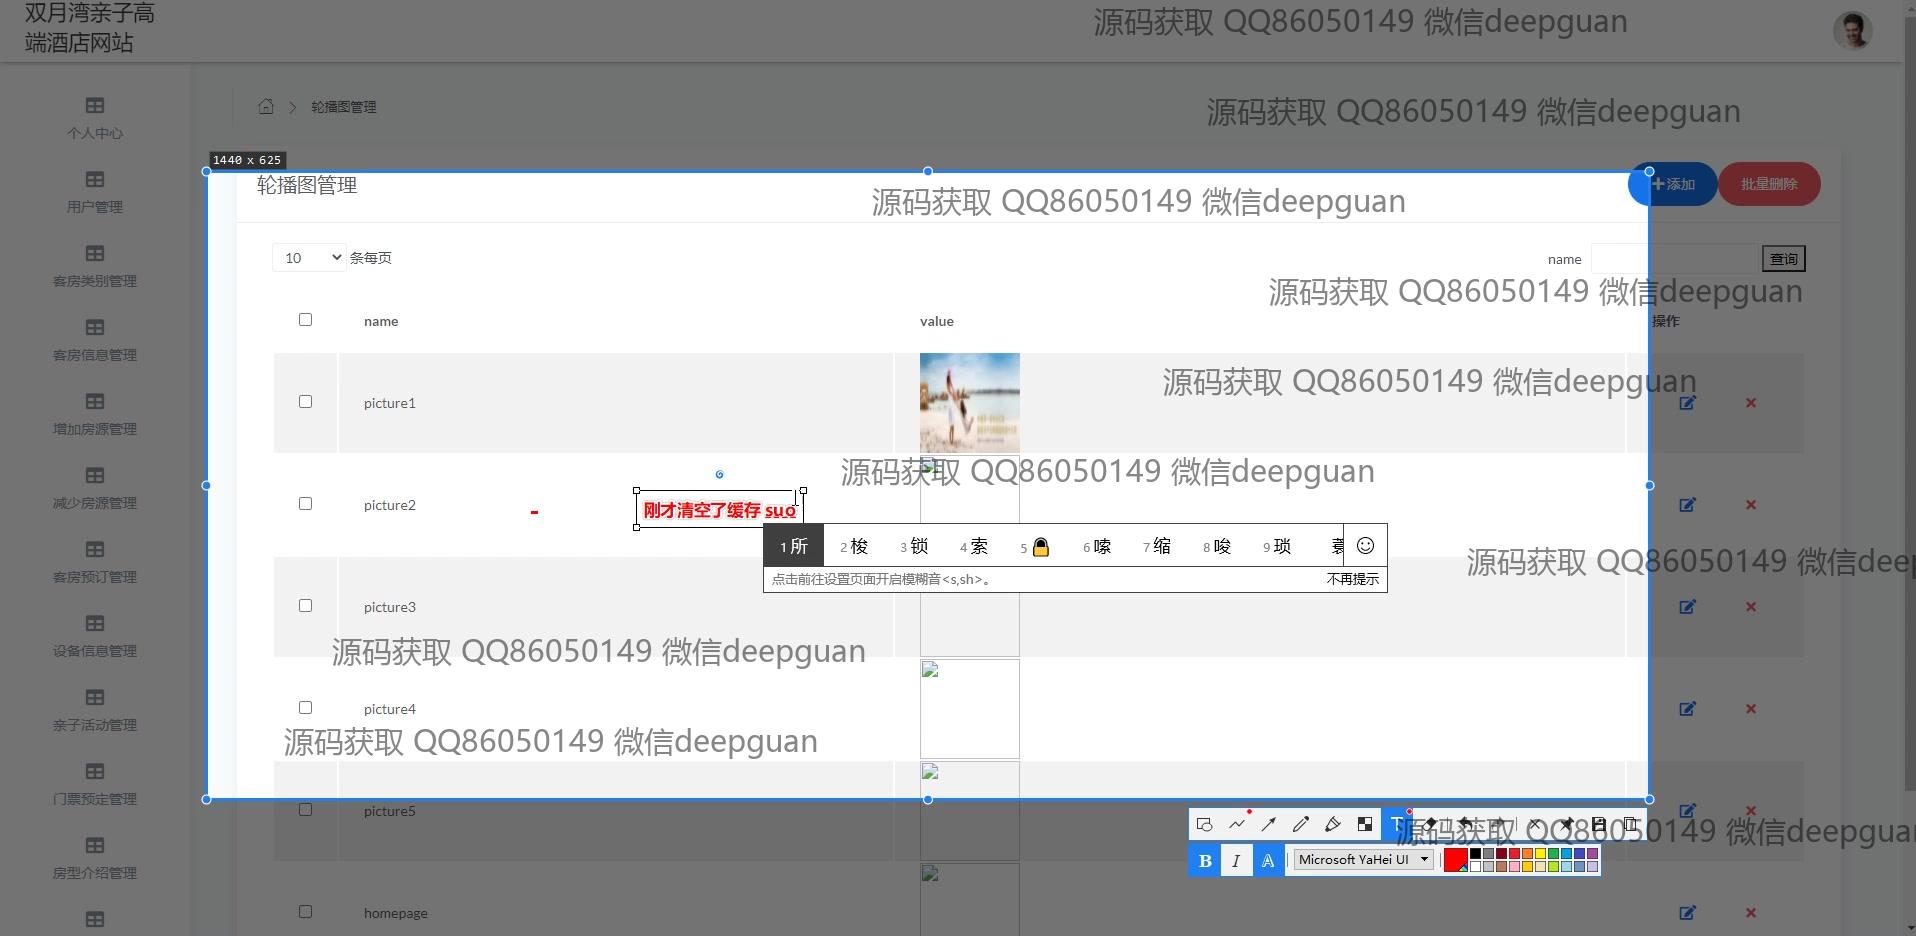 双月湾亲子高
端酒店网站
源码获取 QQ86050149 微信deepguan
轮播图管理
源码获取 QQ86050149 微信deepguan
个人中心
用户管理
客房类别管理
客房信息管理
增加房源管理
减少房源管理
客房预订管理
设备信息管理
亲子活动管理
门票预定管理
房型介绍管理
1440 x 625
轮播图管理
添加
批量删除
源码获取 QQ86050149 微信deepguan
10 条每页
name
查询
源码获取 QQ86050149 微信deepguan
name value 操作
picture1
源码获取 QQ86050149 微信deepguan
源码获取 QQ86050149 微信deepguan
picture2
刚才清空了缓存 suo
1 所 2 梭 3 锁 4 索 5 6 嗦 7 缩 8 唆 9 琐
点击前往设置页面开启模糊音<s,sh>。 不再提示
源码获取 QQ86050149 微信deep
picture3
源码获取 QQ86050149 微信deepguan
picture4
源码获取 QQ86050149 微信deepguan
picture5
T
源码获取 QQ86050149 微信deepguan
B I A Microsoft YaHei UI
homepage